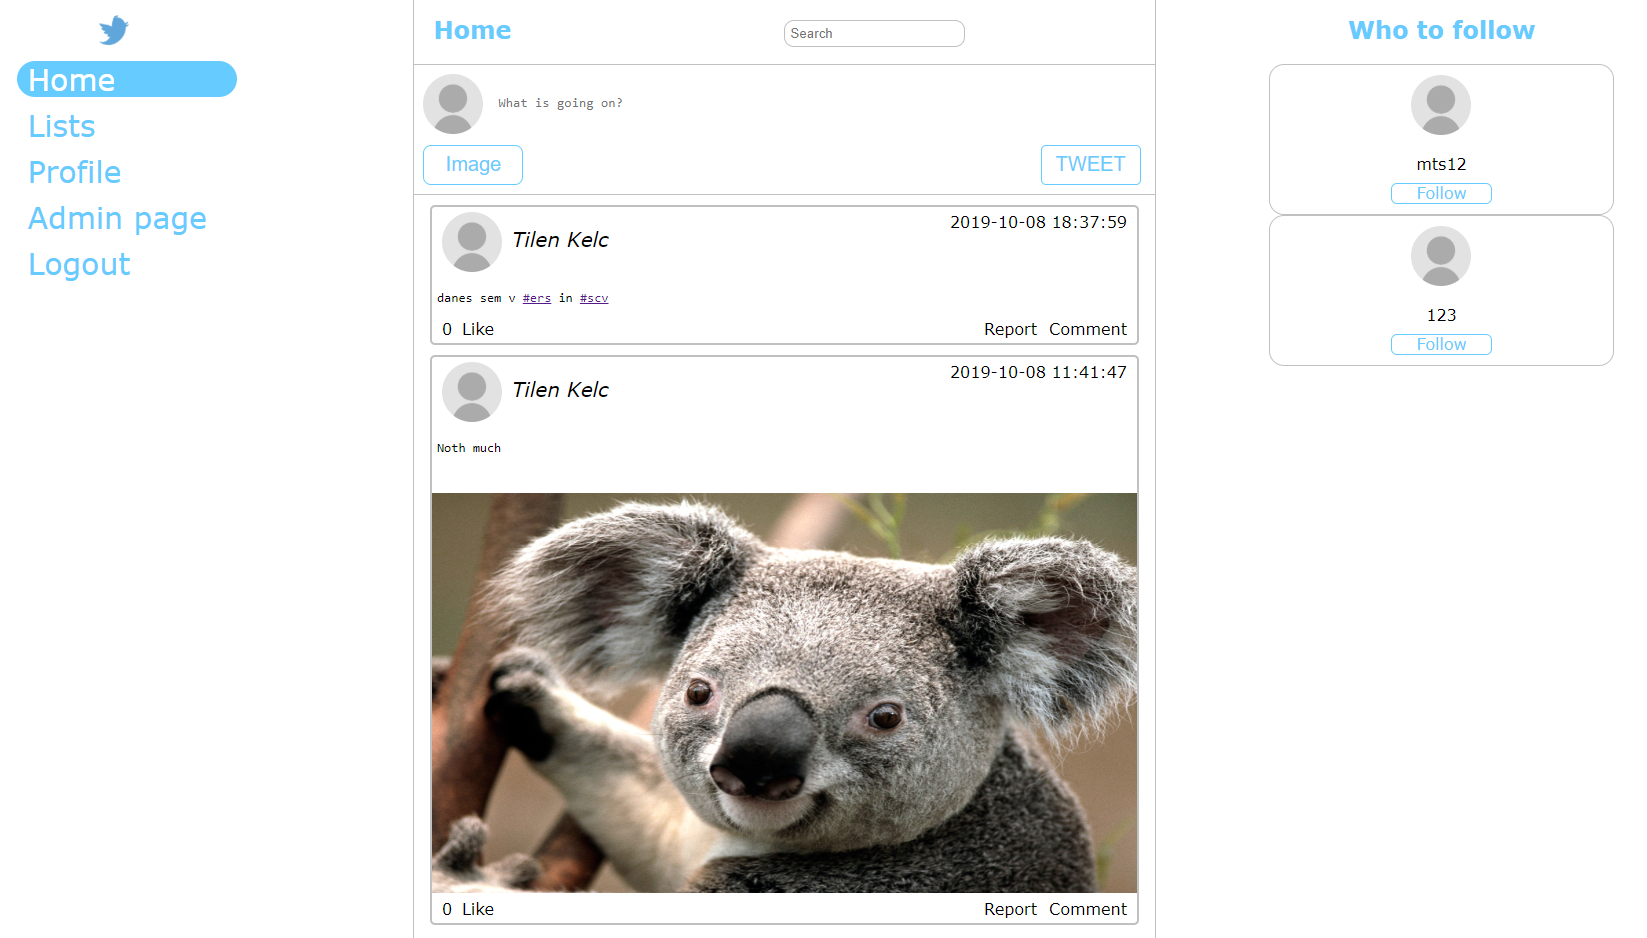 Home
Lists
Profile
Admin page
Logout
Home
Search
What is going on?
Image
TWEET
Tilen Kelc
2019-10-08 18:37:59
danes sem v #ers in #scv
0 Like
Report Comment
Tilen Kelc
2019-10-08 11:41:47
Noth much
0 Like
Report Comment
Who to follow
mts12
Follow
123
Follow